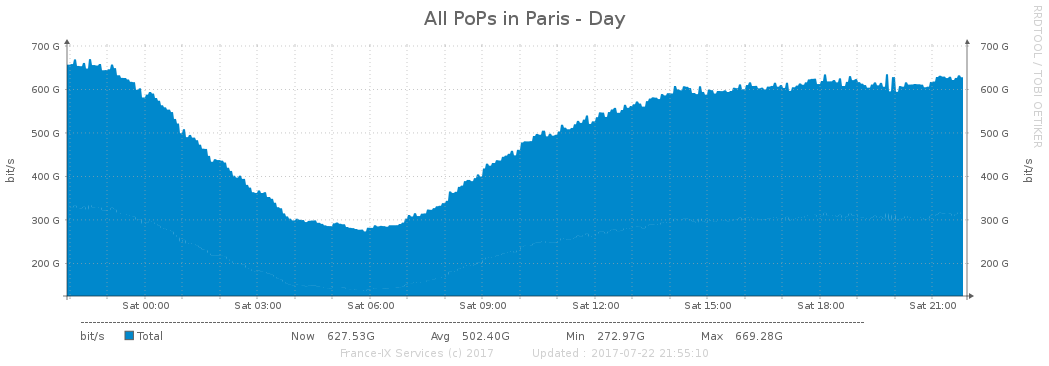 All PoPs in Paris - Day
RRDTOOL / TOBI OETIKER
700 G 700 G
600 G 600 G
500 G 500 G
400 G 400 G
300 G 300 G
200 G 200 G
bit/s bit/s
Sat 00:00 Sat 03:00 Sat 06:00 Sat 09:00 Sat 12:00 Sat 15:00 Sat 18:00 Sat 21:00
bit/s Total Now 627.53G Avg 502.40G Min 272.97G Max 669.28G
France-IX Services (c) 2017 Updated : 2017-07-22 21:55:10